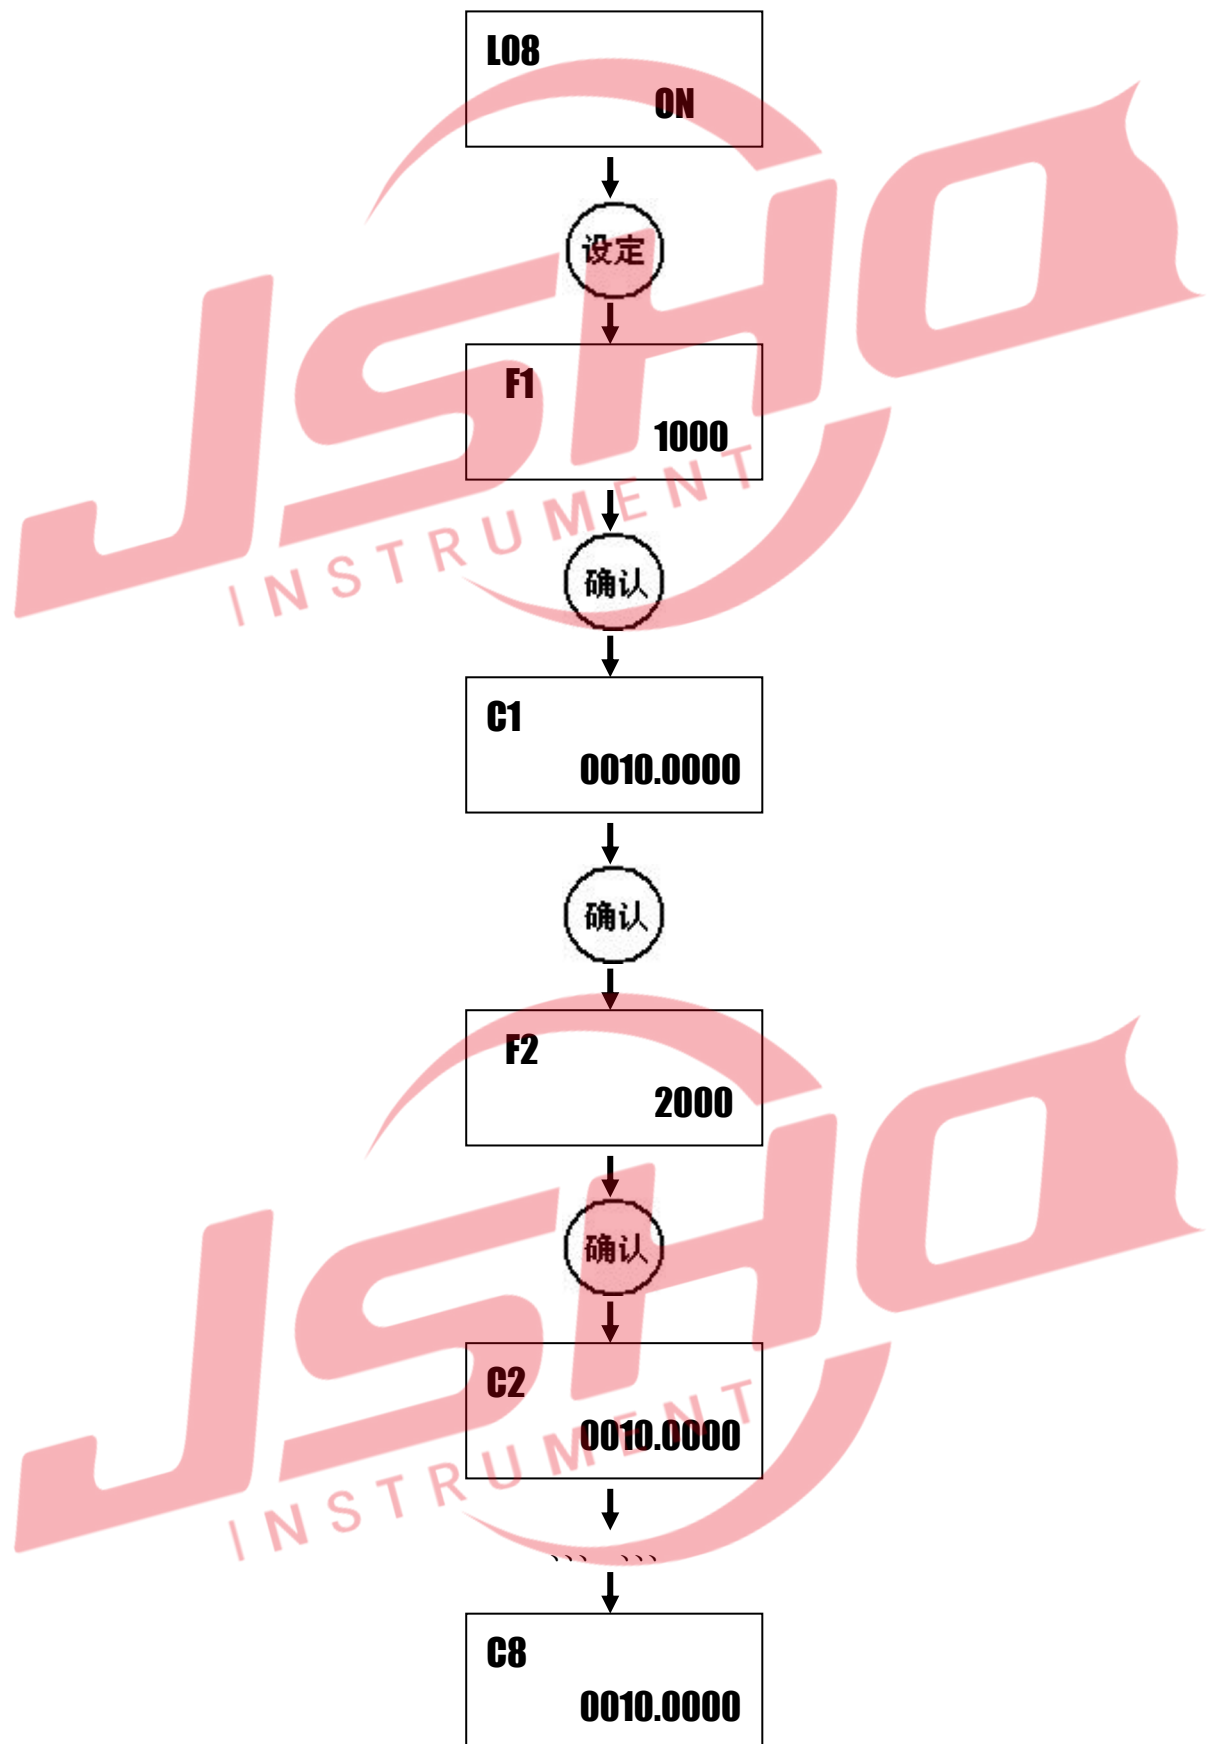 L08
ON
设定
F1
1000
确认
C1
0010.0000
确认
F2
2000
确认
C2
0010.0000
、、、 、、、
C8
0010.0000
JSHO
INSTRUMENT
JSHO
INSTRUMENT